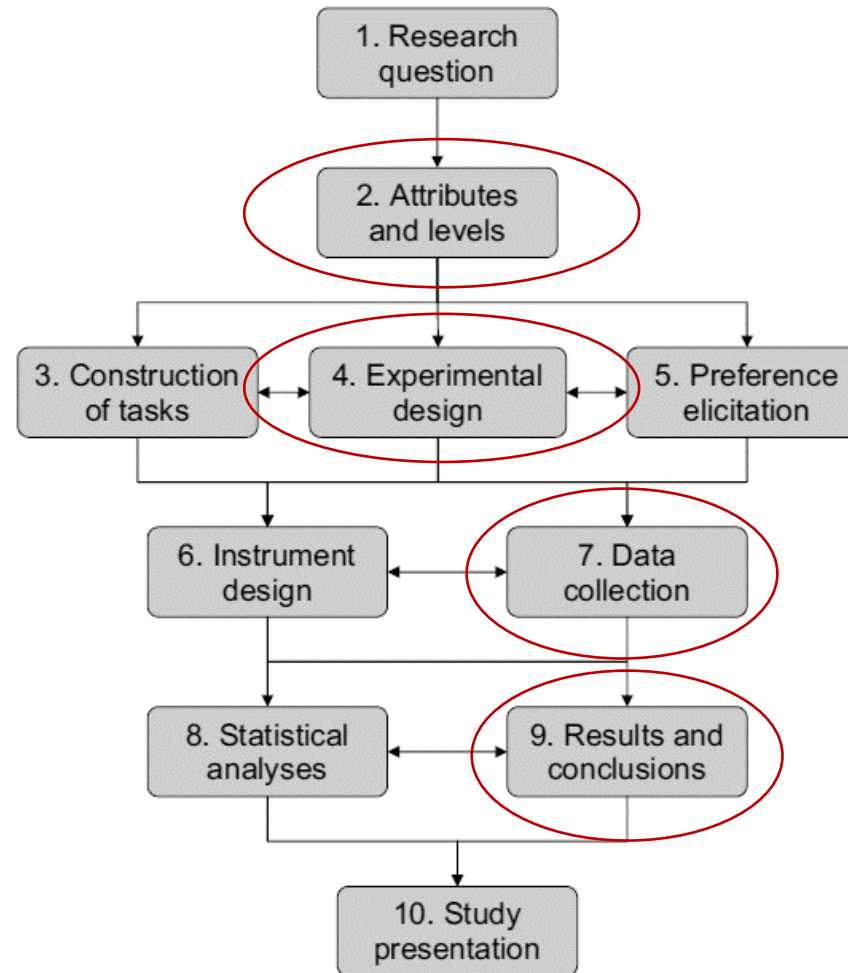 1. Research
question
2. Attributes
and levels
3. Construction
of tasks
4. Experimental
design
5. Preference
elicitation
6. Instrument
design
7. Data
collection
8. Statistical
analyses
9. Results and
conclusions
10. Study
presentation